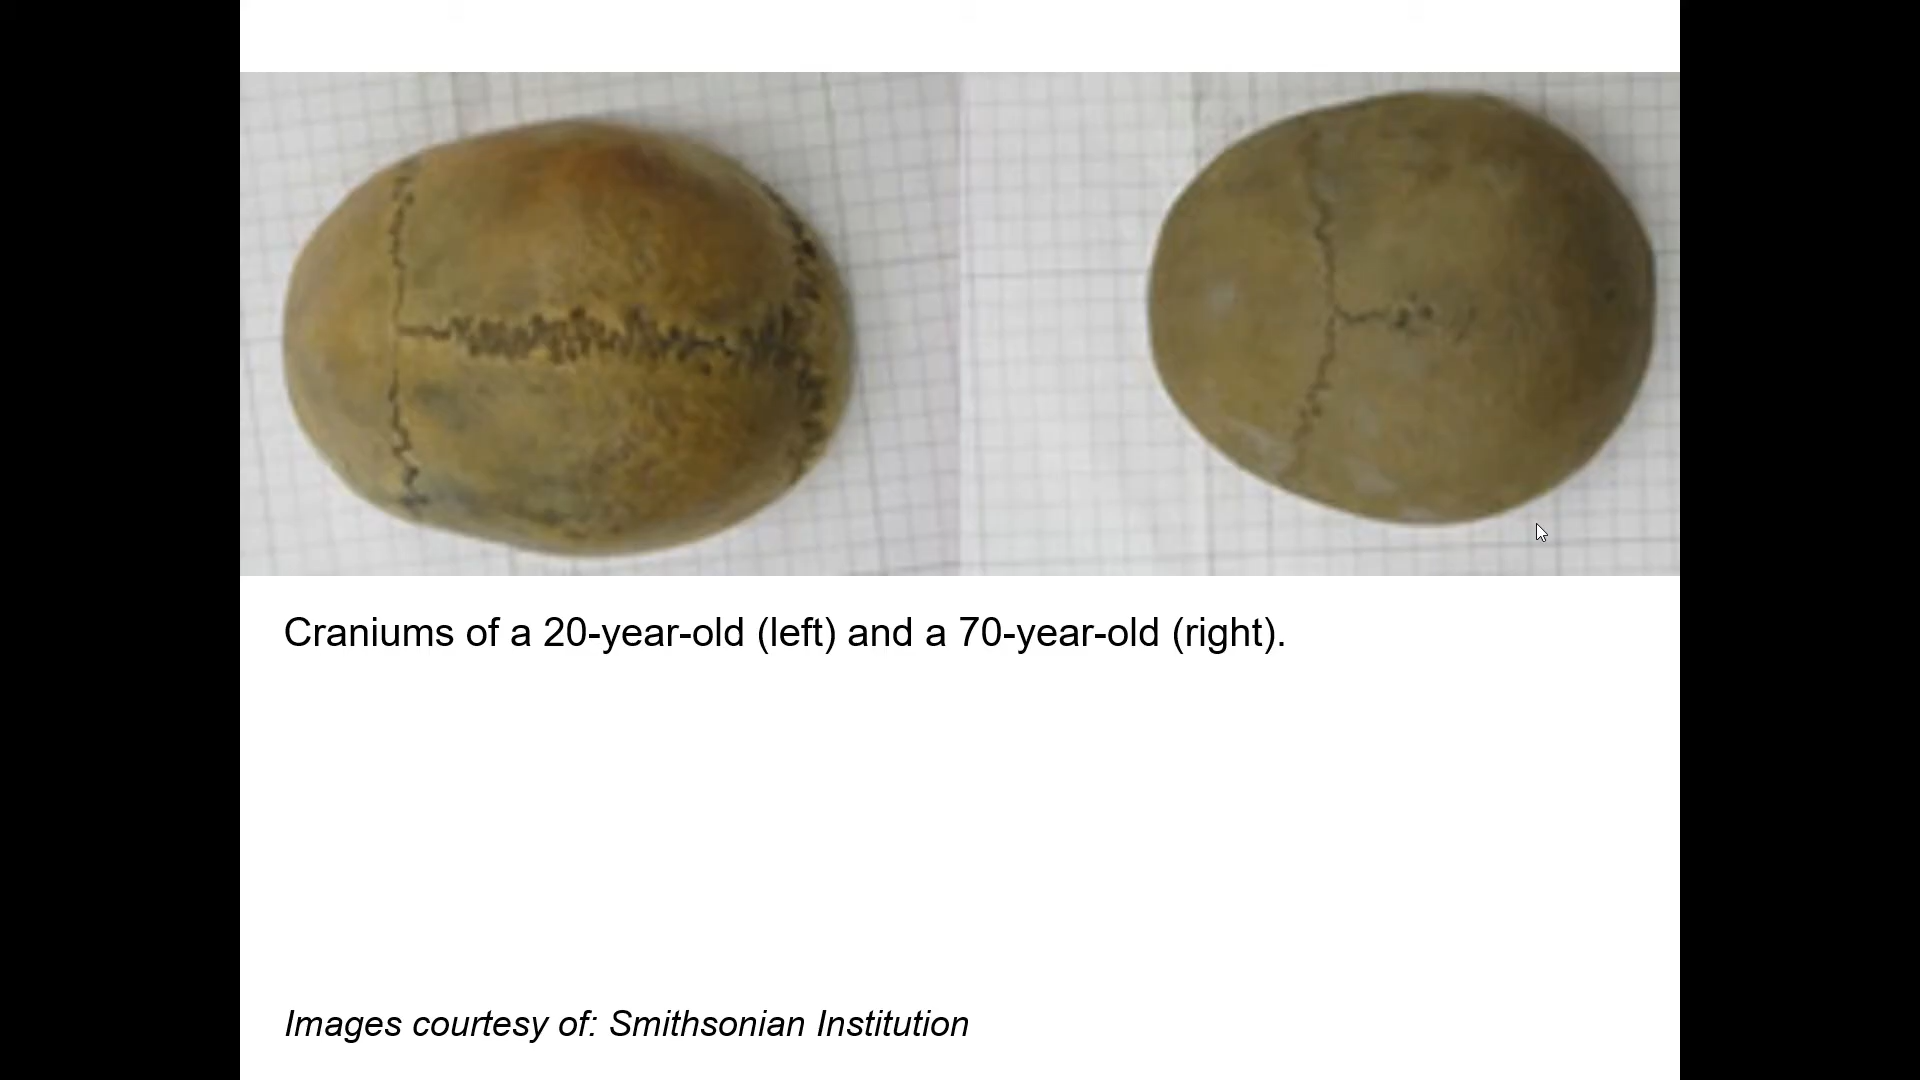 Craniums of a 20-year-old (left) and a 70-year-old (right).
Images courtesy of: Smithsonian Institution